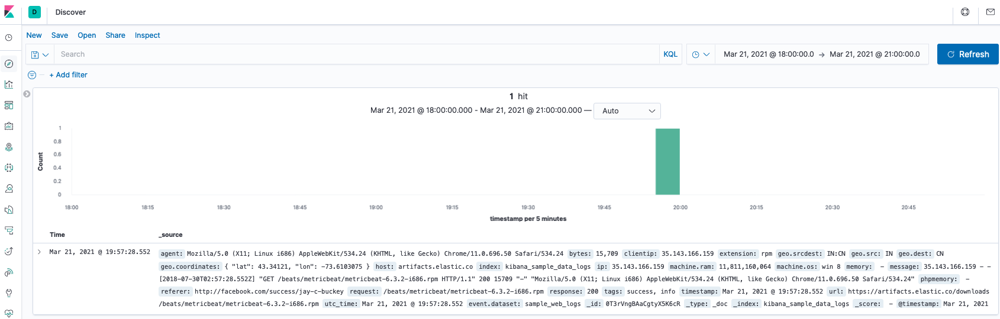 D Discover
New Save Open Share Inspect
Search KQL Mar 21, 2021 @ 18:00:00.0 → Mar 21, 2021 @ 21:00:00.0 Refresh
+ Add filter
1 hit
Mar 21, 2021 @ 18:00:00.000 - Mar 21, 2021 @ 21:00:00.000 — Auto
1
0.8
0.6
0.4
0.2
0
Count
18:00 18:15 18:30 18:45 19:00 19:15 19:30 19:45 20:00 20:15 20:30 20:45
timestamp per 5 minutes
Time _source
Mar 21, 2021 @ 19:57:28.552 agent: Mozilla/5.0 (X11; Linux i686) AppleWebKit/534.24 (KHTML, like Gecko) Chrome/11.0.696.50 Safari/534.24 bytes: 15,709 clientip: 35.143.166.159 extension: rpm geo.srcdest: IN:CN geo.src: IN geo.dest: CN
geo.coordinates: { "lat": 43.34121, "lon": -73.6103075 } host: artifacts.elastic.co index: kibana_sample_data_logs ip: 35.143.166.159 machine.ram: 11,811,160,064 machine.os: win 8 memory: - message: 35.143.166.159 - -
[2018-07-30T02:57:28.552Z] "GET /beats/metricbeat/metricbeat-6.3.2-i686.rpm HTTP/1.1" 200 15709 "-" "Mozilla/5.0 (X11; Linux i686) AppleWebKit/534.24 (KHTML, like Gecko) Chrome/11.0.696.50 Safari/534.24" phpmemory: -
referer: http://facebook.com/success/jay-c-buckey request: /beats/metricbeat/metricbeat-6.3.2-i686.rpm response: 200 tags: success, info timestamp: Mar 21, 2021 @ 19:57:28.552 url: https://artifacts.elastic.co/downloads
/beats/metricbeat/metricbeat-6.3.2-i686.rpm utc_time: Mar 21, 2021 @ 19:57:28.552 event.dataset: sample_web_logs _id: 0T3rVngBAaCgtyX5K6cR _type: _doc _index: kibana_sample_data_logs _score: - @timestamp: Mar 21, 2021